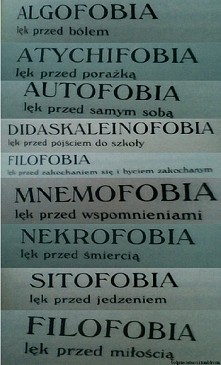 ALGOFOBIA
lęk przed bólem
ATYCHIFOBIA
lęk przed porażką
AUTOFOBIA
lęk przed samym sobą
DIDASKALEINOFOBIA
lęk przed pójściem do szkoły
FILOFOBIA
lęk przed zakochaniem się i byciem zakochanym
MNEMOFOBIA
lęk przed wspomnieniami
NEKROFOBIA
lęk przed śmiercią
SITOFOBIA
lęk przed jedzeniem
FILOFOBIA
lęk przed miłością